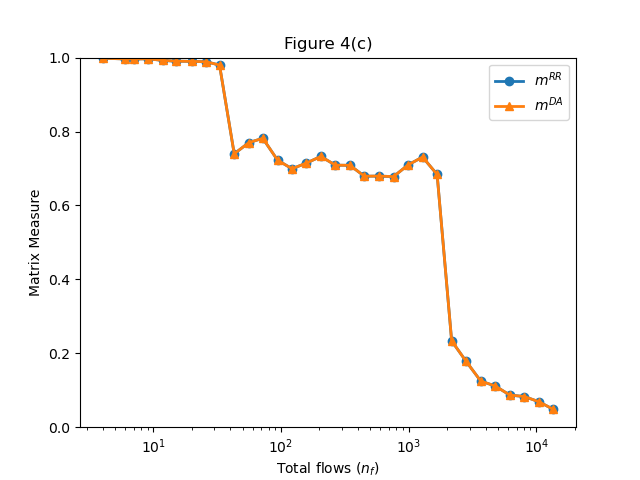 Figure 4(c)
m^{RR}
m^{DA}
Matrix Measure
1.0
0.8
0.6
0.4
0.2
0.0
10^1 10^2 10^3 10^4
Total flows (n_f)